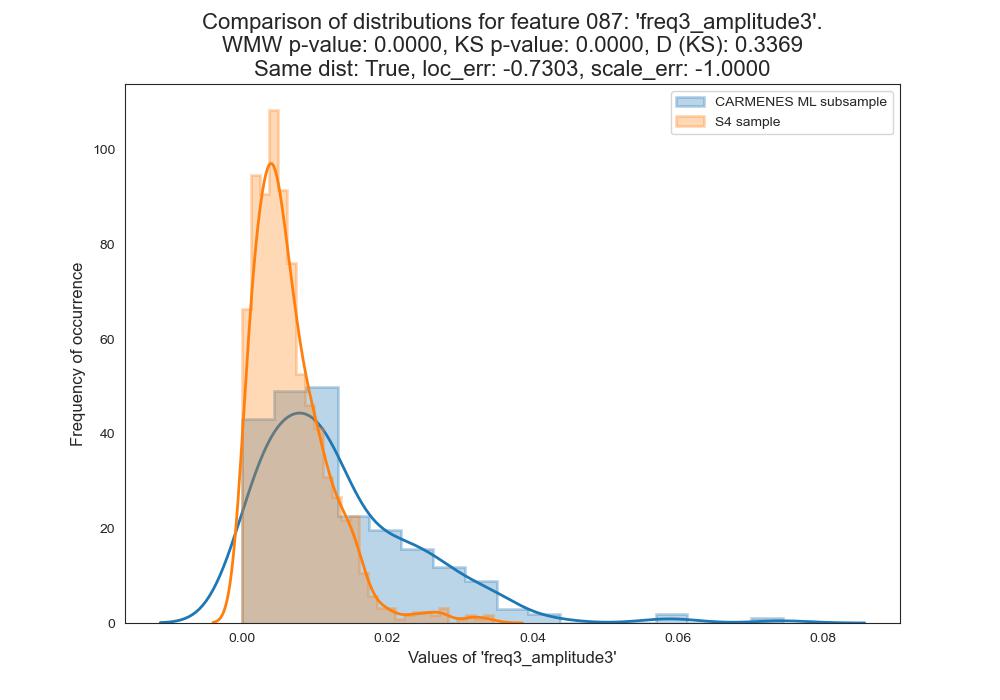 Comparison of distributions for feature 087: 'freq3_amplitude3'.
WMW p-value: 0.0000, KS p-value: 0.0000, D (KS): 0.3369
Same dist: True, loc_err: -0.7303, scale_err: -1.0000
CARMENES ML subsample
S4 sample
100
80
60
40
20
0
Frequency of occurrence
0.00 0.02 0.04 0.06 0.08
Values of 'freq3_amplitude3'